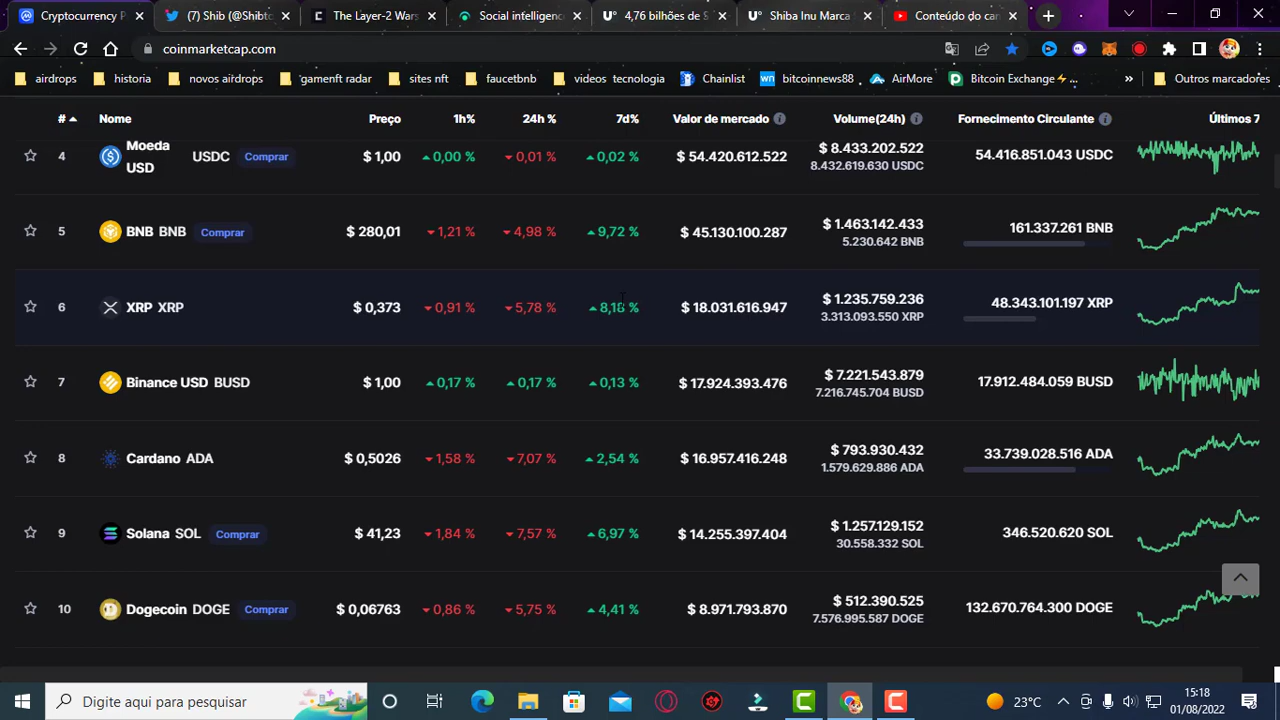 Cryptocurrency P
(7) Shib (@Shibt
The Layer-2 Wars
Social intelligenc
4,76 bilhões de S
Shiba Inu Marca
Conteúdo do can
coinmarketcap.com
airdrops
historia
novos airdrops
'gamenft radar
sites nft
faucetbnb
videos tecnologia
Chainlist
wn bitcoinnews88
AirMore
Bitcoin Exchange⚡...
»
Outros marcadores
# Nome Preço 1h% 24h % 7d% Valor de mercado Volume(24h) Fornecimento Circulante Últimos 7
4 Moeda USD USDC Comprar $ 1,00 0,00 % 0,01 % 0,02 % $ 54.420.612.522 $ 8.433.202.522 54.416.851.043 USDC
8.432.619.630 USDC
5 BNB BNB Comprar $ 280,01 1,21 % 4,98 % 9,72 % $ 45.130.100.287 $ 1.463.142.433 161.337.261 BNB
5.230.642 BNB
6 XRP XRP $ 0,373 0,91 % 5,78 % 8,18 % $ 18.031.616.947 $ 1.235.759.236 48.343.101.197 XRP
3.313.093.550 XRP
7 Binance USD BUSD $ 1,00 0,17 % 0,17 % 0,13 % $ 17.924.393.476 $ 7.221.543.879 17.912.484.059 BUSD
7.216.745.704 BUSD
8 Cardano ADA $ 0,5026 1,58 % 7,07 % 2,54 % $ 16.957.416.248 $ 793.930.432 33.739.028.516 ADA
1.579.629.886 ADA
9 Solana SOL Comprar $ 41,23 1,84 % 7,57 % 6,97 % $ 14.255.397.404 $ 1.257.129.152 346.520.620 SOL
30.558.332 SOL
10 Dogecoin DOGE Comprar $ 0,06763 0,86 % 5,75 % 4,41 % $ 8.971.793.870 $ 512.390.525 132.670.764.300 DOGE
7.576.995.587 DOGE
Digite aqui para pesquisar
23°C
15:18
01/08/2022